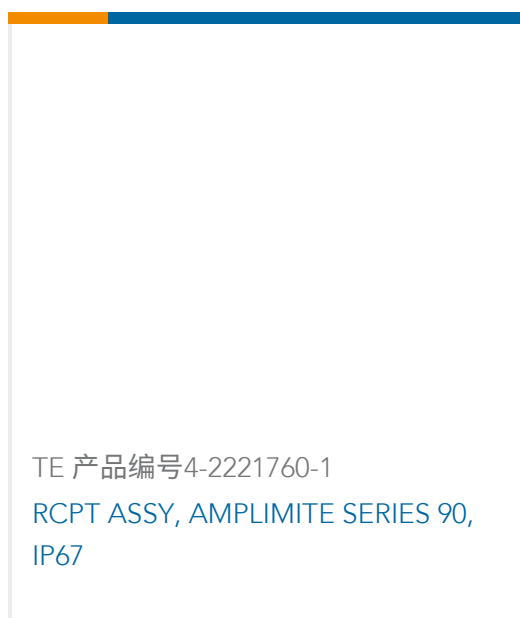 TE 产品编号4-2221760-1
RCPT ASSY, AMPLIMITE SERIES 90,
IP67